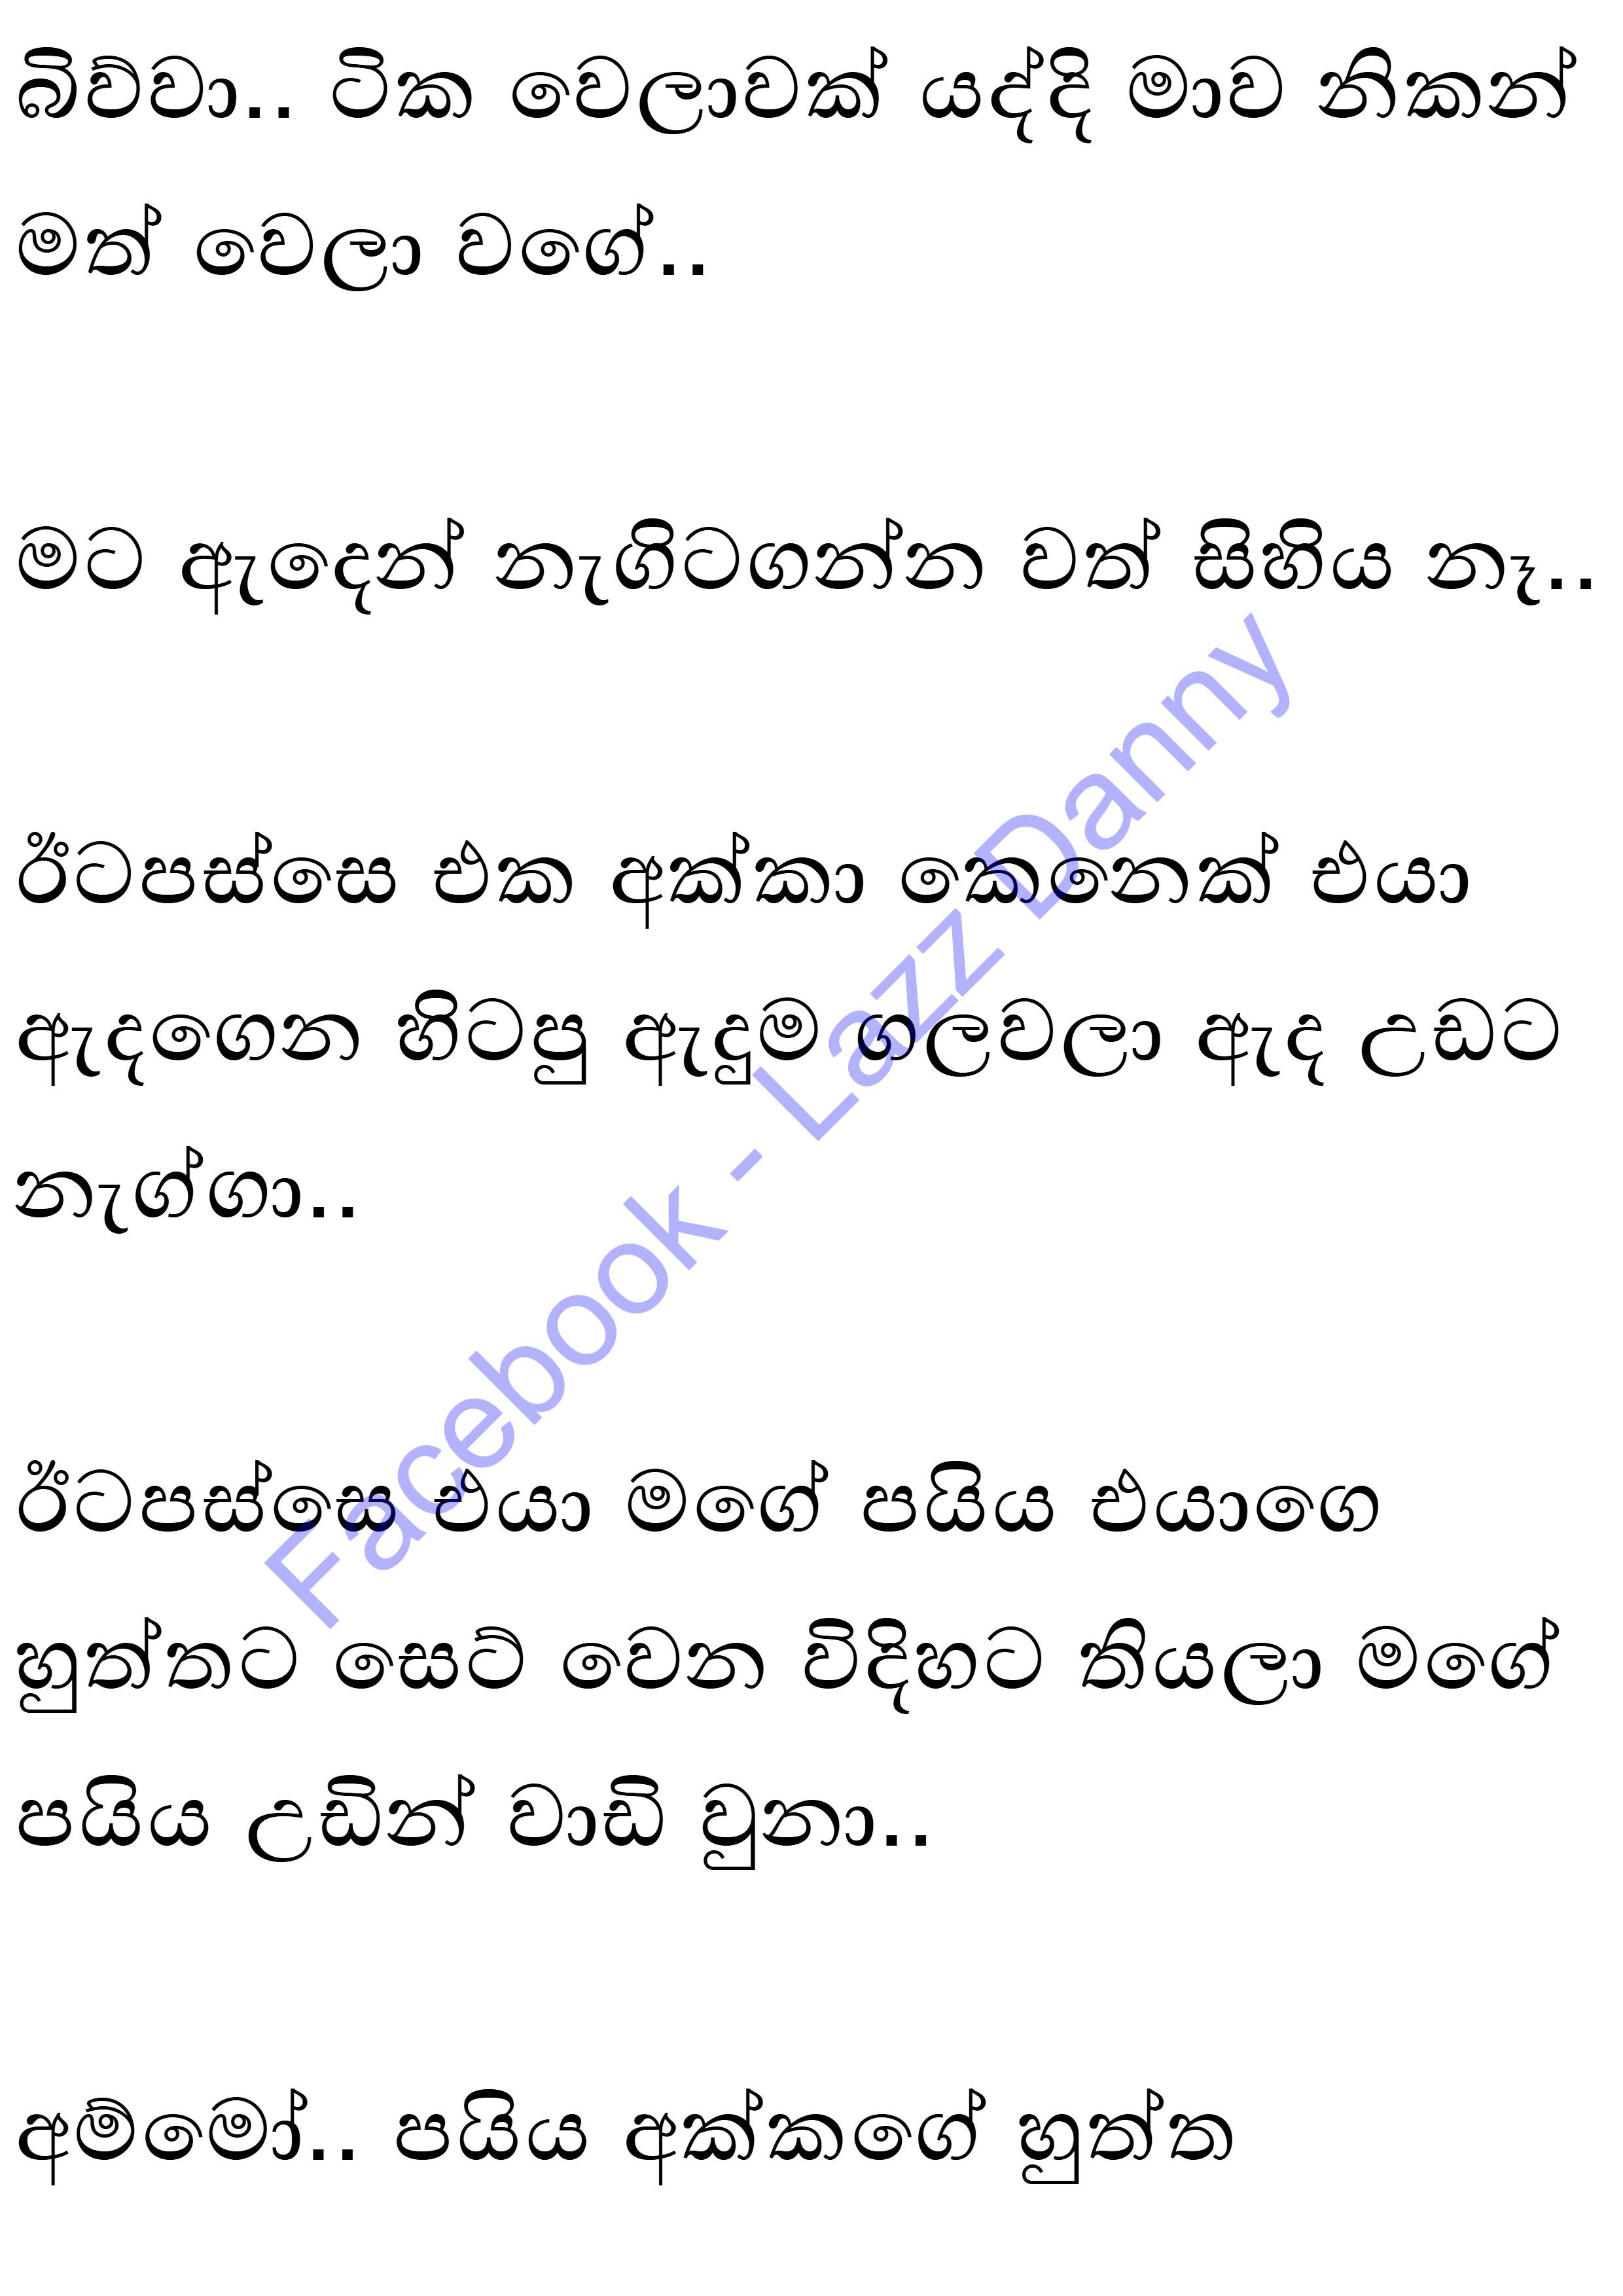 බිව්වා.. ටික වෙලාවක් යද්දි මාව නිකන්
මත් වෙලා වගේ..
මට ඇදෙන් නැගිටගන්න වත් සිහිය නෑ..
ඊටපස්සෙ එක අක්කා කෙනෙක් එයා
ඇදගෙන හිටපු ඇදුම ගලවලා ඇද උඩට
නැග්ගා..
ඊටපස්සෙ එයා මගේ පයිය එයාගෙ
හුත්තට සෙට් වෙන විදිහට තියලා මගේ
පයිය උඩින් වාඩි වුනා..
අම්මෝ.. පයිය අක්කගේ හුත්ත
Facebook - Lazz Danny